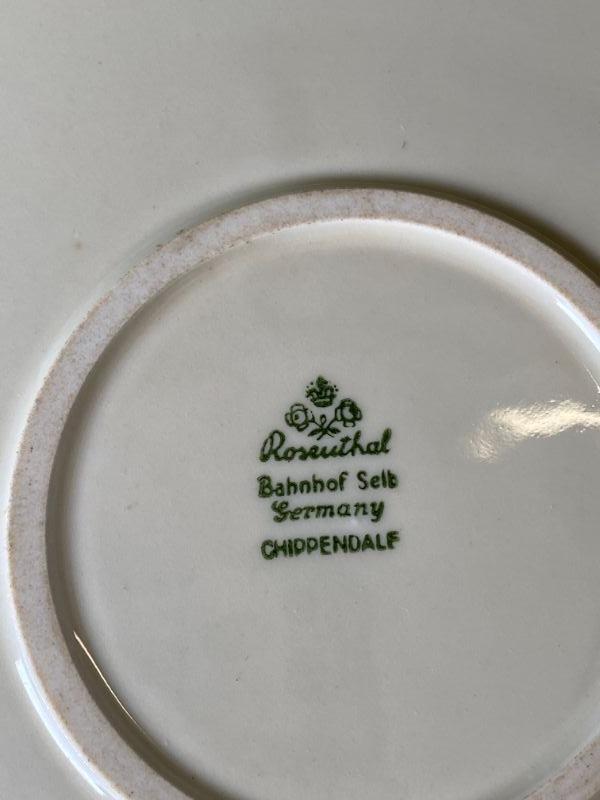 Rosenthal
Bahnhof Selb
Germany
CHIPPENDALE